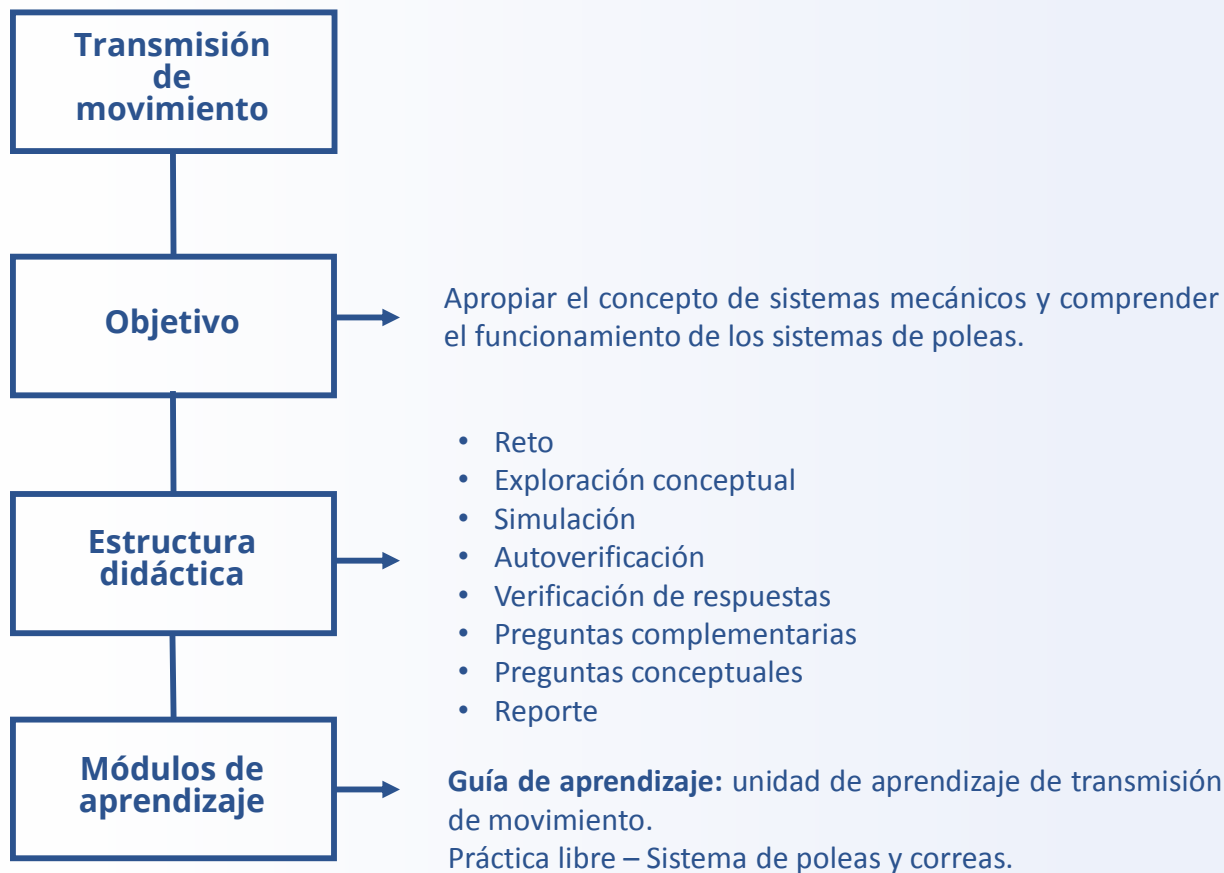 Transmisión
de
movimiento
Objetivo
Apropiar el concepto de sistemas mecánicos y comprender
el funcionamiento de los sistemas de poleas.
Estructura
didáctica
• Reto
• Exploración conceptual
• Simulación
• Autoverificación
• Verificación de respuestas
• Preguntas complementarias
• Preguntas conceptuales
• Reporte
Módulos de
aprendizaje
Guía de aprendizaje: unidad de aprendizaje de transmisión
de movimiento.
Práctica libre – Sistema de poleas y correas.